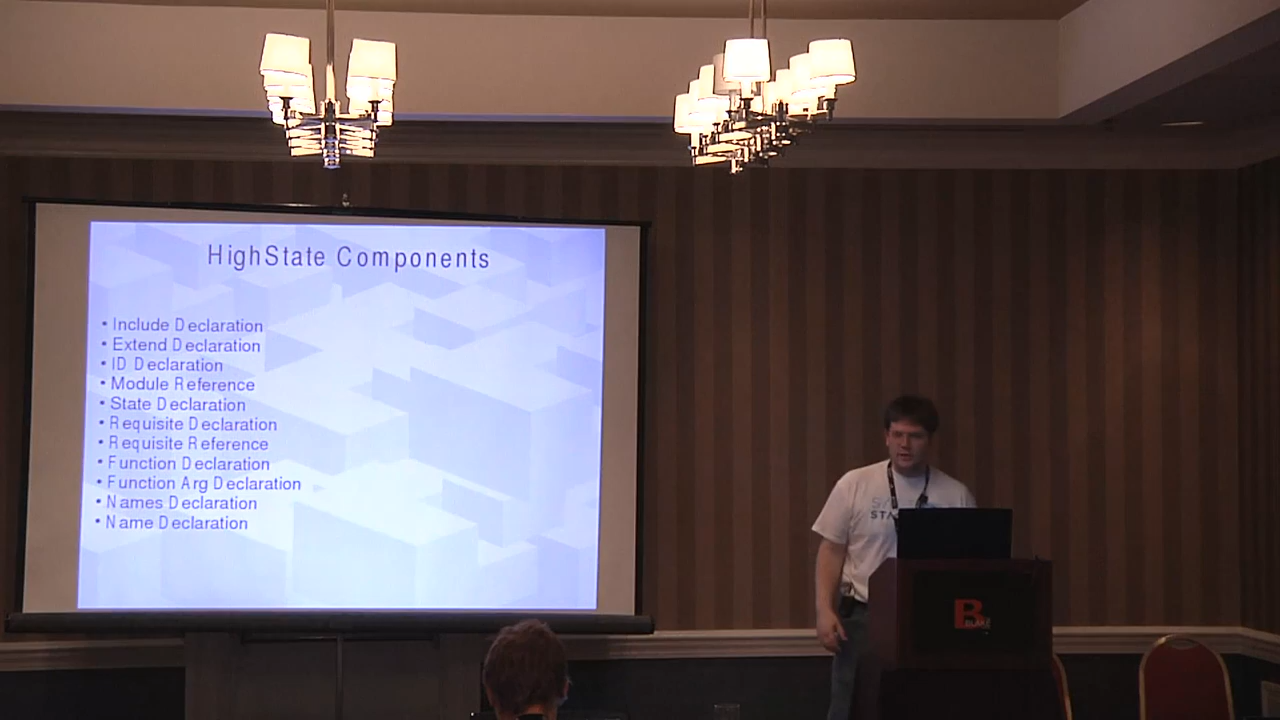 HighState Components
• Include Declaration
• Extend Declaration
• ID Declaration
• Module Reference
• State Declaration
• Requisite Declaration
• Requisite Reference
• Function Declaration
• Function Arg Declaration
• Names Declaration
• Name Declaration
B